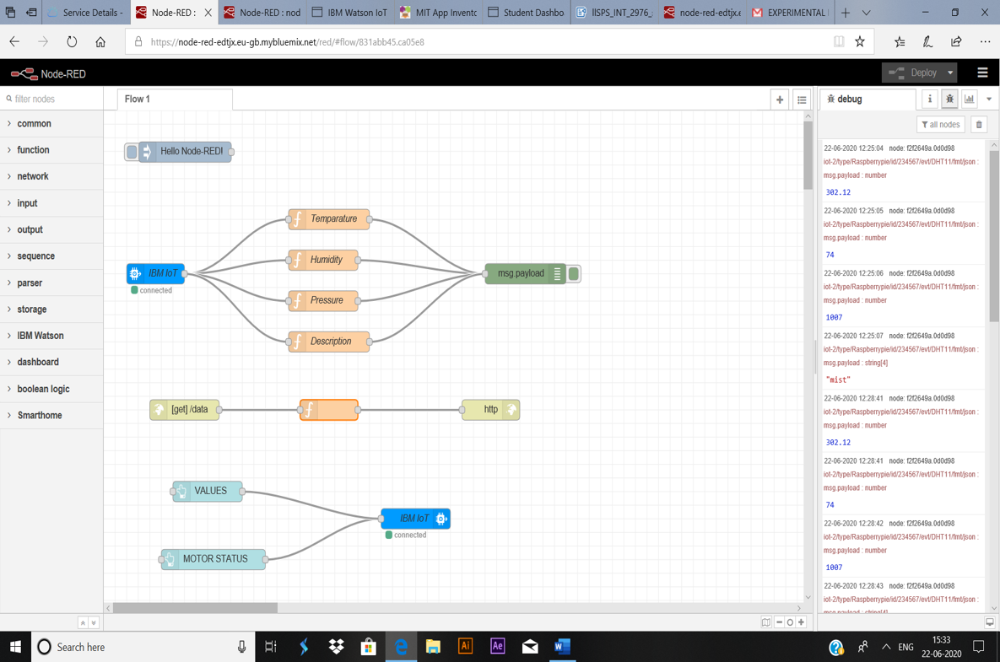 Service Details -
Node-RED :
Node-RED : nod
IBM Watson IoT
MIT App Invento
Student Dashbo
llSPS_INT_2976_
node-red-edtjx.e
EXPERIMENTAL
https://node-red-edtjx.eu-gb.mybluemix.net/red/#flow/831abb45.ca05e8
Node-RED
Deploy
filter nodes
Flow 1
debug
i
all nodes
common
function
network
input
output
sequence
parser
storage
IBM Watson
dashboard
boolean logic
Smarthome
Hello Node-RED!
Temparature
Humidity
IBM IoT
connected
Pressure
Description
msg.payload
[get] /data
f
http
VALUES
IBM IoT
connected
MOTOR STATUS
22-06-2020 12:25:04 node: f2f2649a.0d0d98
iot-2/type/Raspberrypie/id/234567/evt/DHT11/fmt/json :
msg.payload : number
302.12
22-06-2020 12:25:05 node: f2f2649a.0d0d98
iot-2/type/Raspberrypie/id/234567/evt/DHT11/fmt/json :
msg.payload : number
74
22-06-2020 12:25:06 node: f2f2649a.0d0d98
iot-2/type/Raspberrypie/id/234567/evt/DHT11/fmt/json :
msg.payload : number
1007
22-06-2020 12:25:07 node: f2f2649a.0d0d98
iot-2/type/Raspberrypie/id/234567/evt/DHT11/fmt/json :
msg.payload : string[4]
"mist"
22-06-2020 12:28:41 node: f2f2649a.0d0d98
iot-2/type/Raspberrypie/id/234567/evt/DHT11/fmt/json :
msg.payload : number
302.12
22-06-2020 12:28:41 node: f2f2649a.0d0d98
iot-2/type/Raspberrypie/id/234567/evt/DHT11/fmt/json :
msg.payload : number
74
22-06-2020 12:28:42 node: f2f2649a.0d0d98
iot-2/type/Raspberrypie/id/234567/evt/DHT11/fmt/json :
msg.payload : number
1007
22-06-2020 12:28:43 node: f2f2649a.0d0d98
iot-2/type/Raspberrypie/id/234567/evt/DHT11/fmt/json :
msg.payload : string[4]
Search here
Ai
Ae
ENG
15:33
22-06-2020